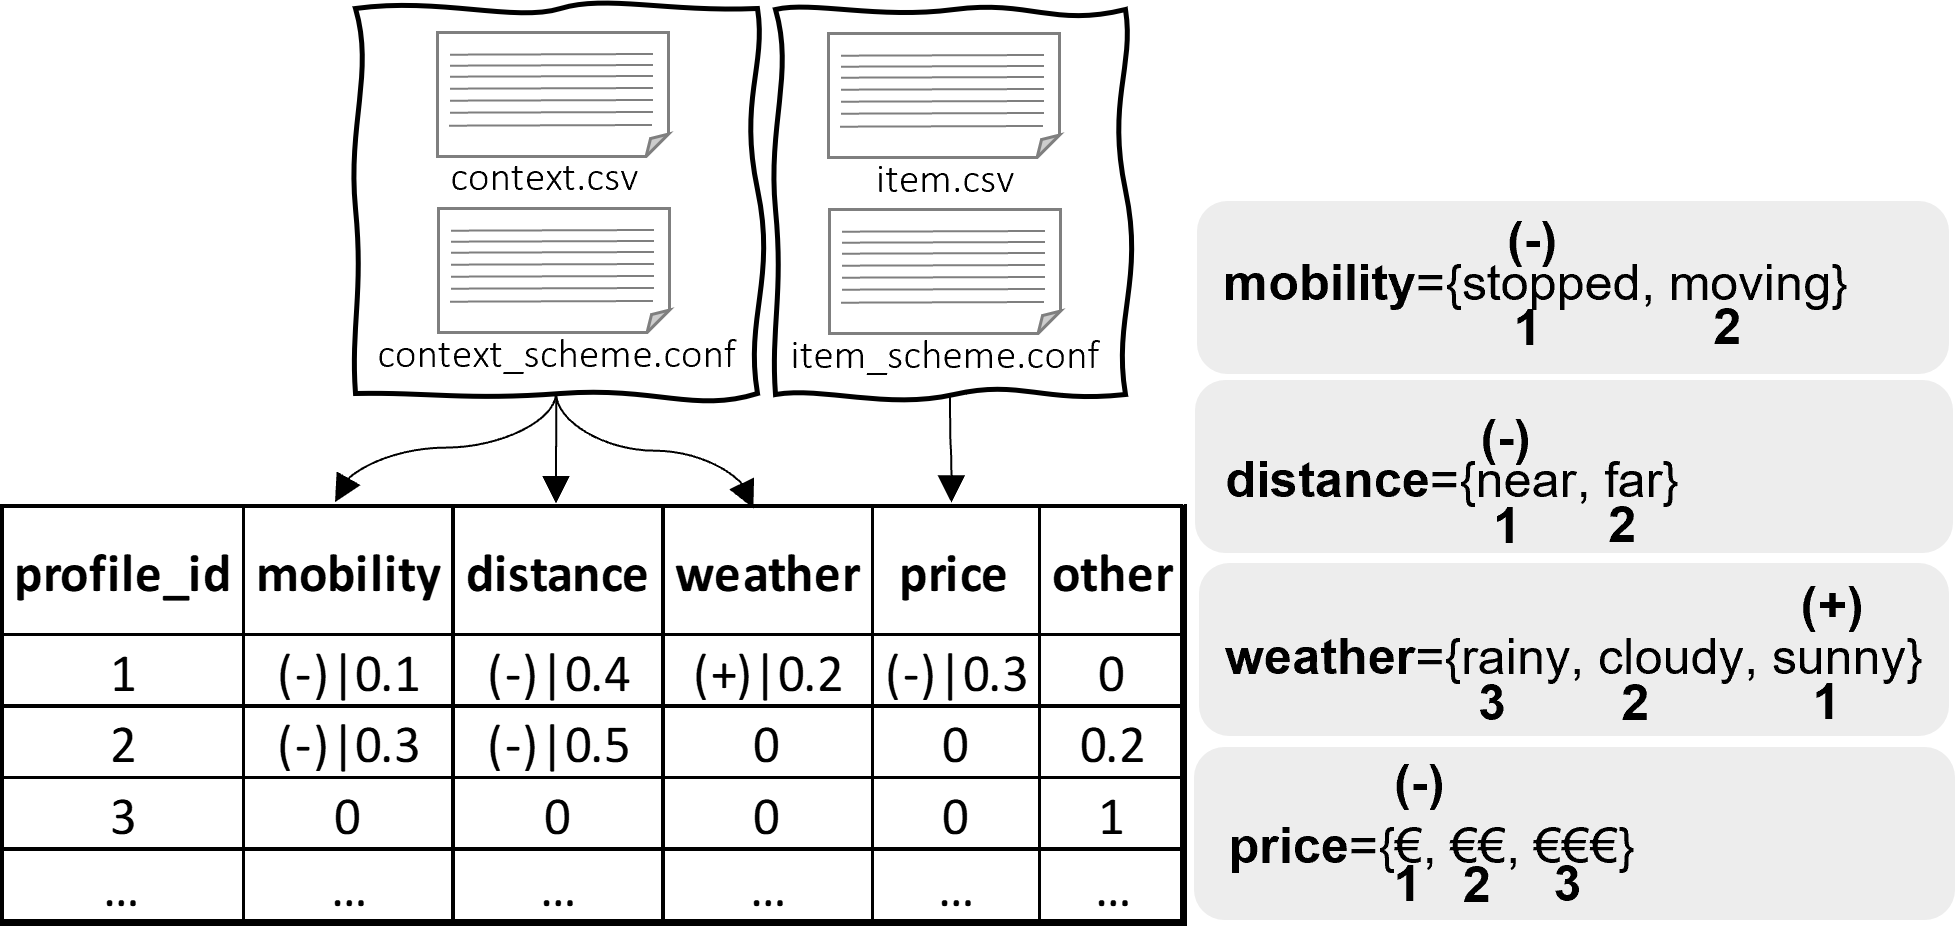 context.csv
item.csv
context_scheme.conf
item_scheme.conf
profile_id mobility distance weather price other
1 (-)|0.1 (-)|0.4 (+)|0.2 (-)|0.3 0
2 (-)|0.3 (-)|0.5 0 0 0.2
3 0 0 0 0 1
... ... ... ... ... ...
(-)
mobility={stopped, moving}
1 2
(-)
distance={near, far}
1 2
(+)
weather={rainy, cloudy, sunny}
3 2 1
(-)
price={€, €€, €€€}
1 2 3